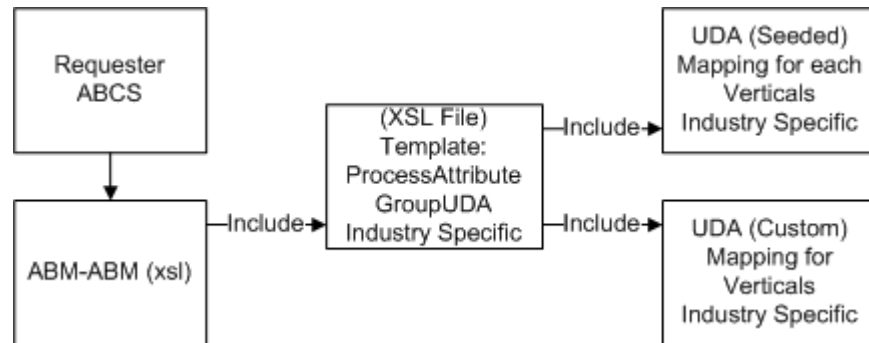 Requester
ABCS
ABM-ABM (xsl)
Include
(XSL File)
Template:
ProcessAttribute
GroupUDA
Industry Specific
Include
UDA (Seeded)
Mapping for each
Verticals
Industry Specific
Include
UDA (Custom)
Mapping for
Verticals
Industry Specific